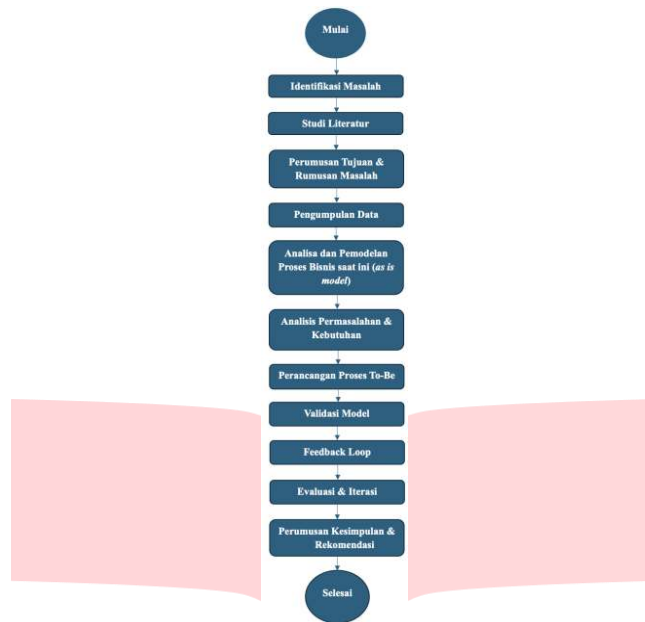 Mulai
Identifikasi Masalah
Studi Literatur
Perumusan Tujuan &
Rumusan Masalah
Pengumpulan Data
Analisa dan Pemodelan
Proses Bisnis saat ini (as is
model)
Analisis Permasalahan &
Kebutuhan
Perancangan Proses To-Be
Validasi Model
Feedback Loop
Evaluasi & Iterasi
Perumusan Kesimpulan &
Rekomendasi
Selesai